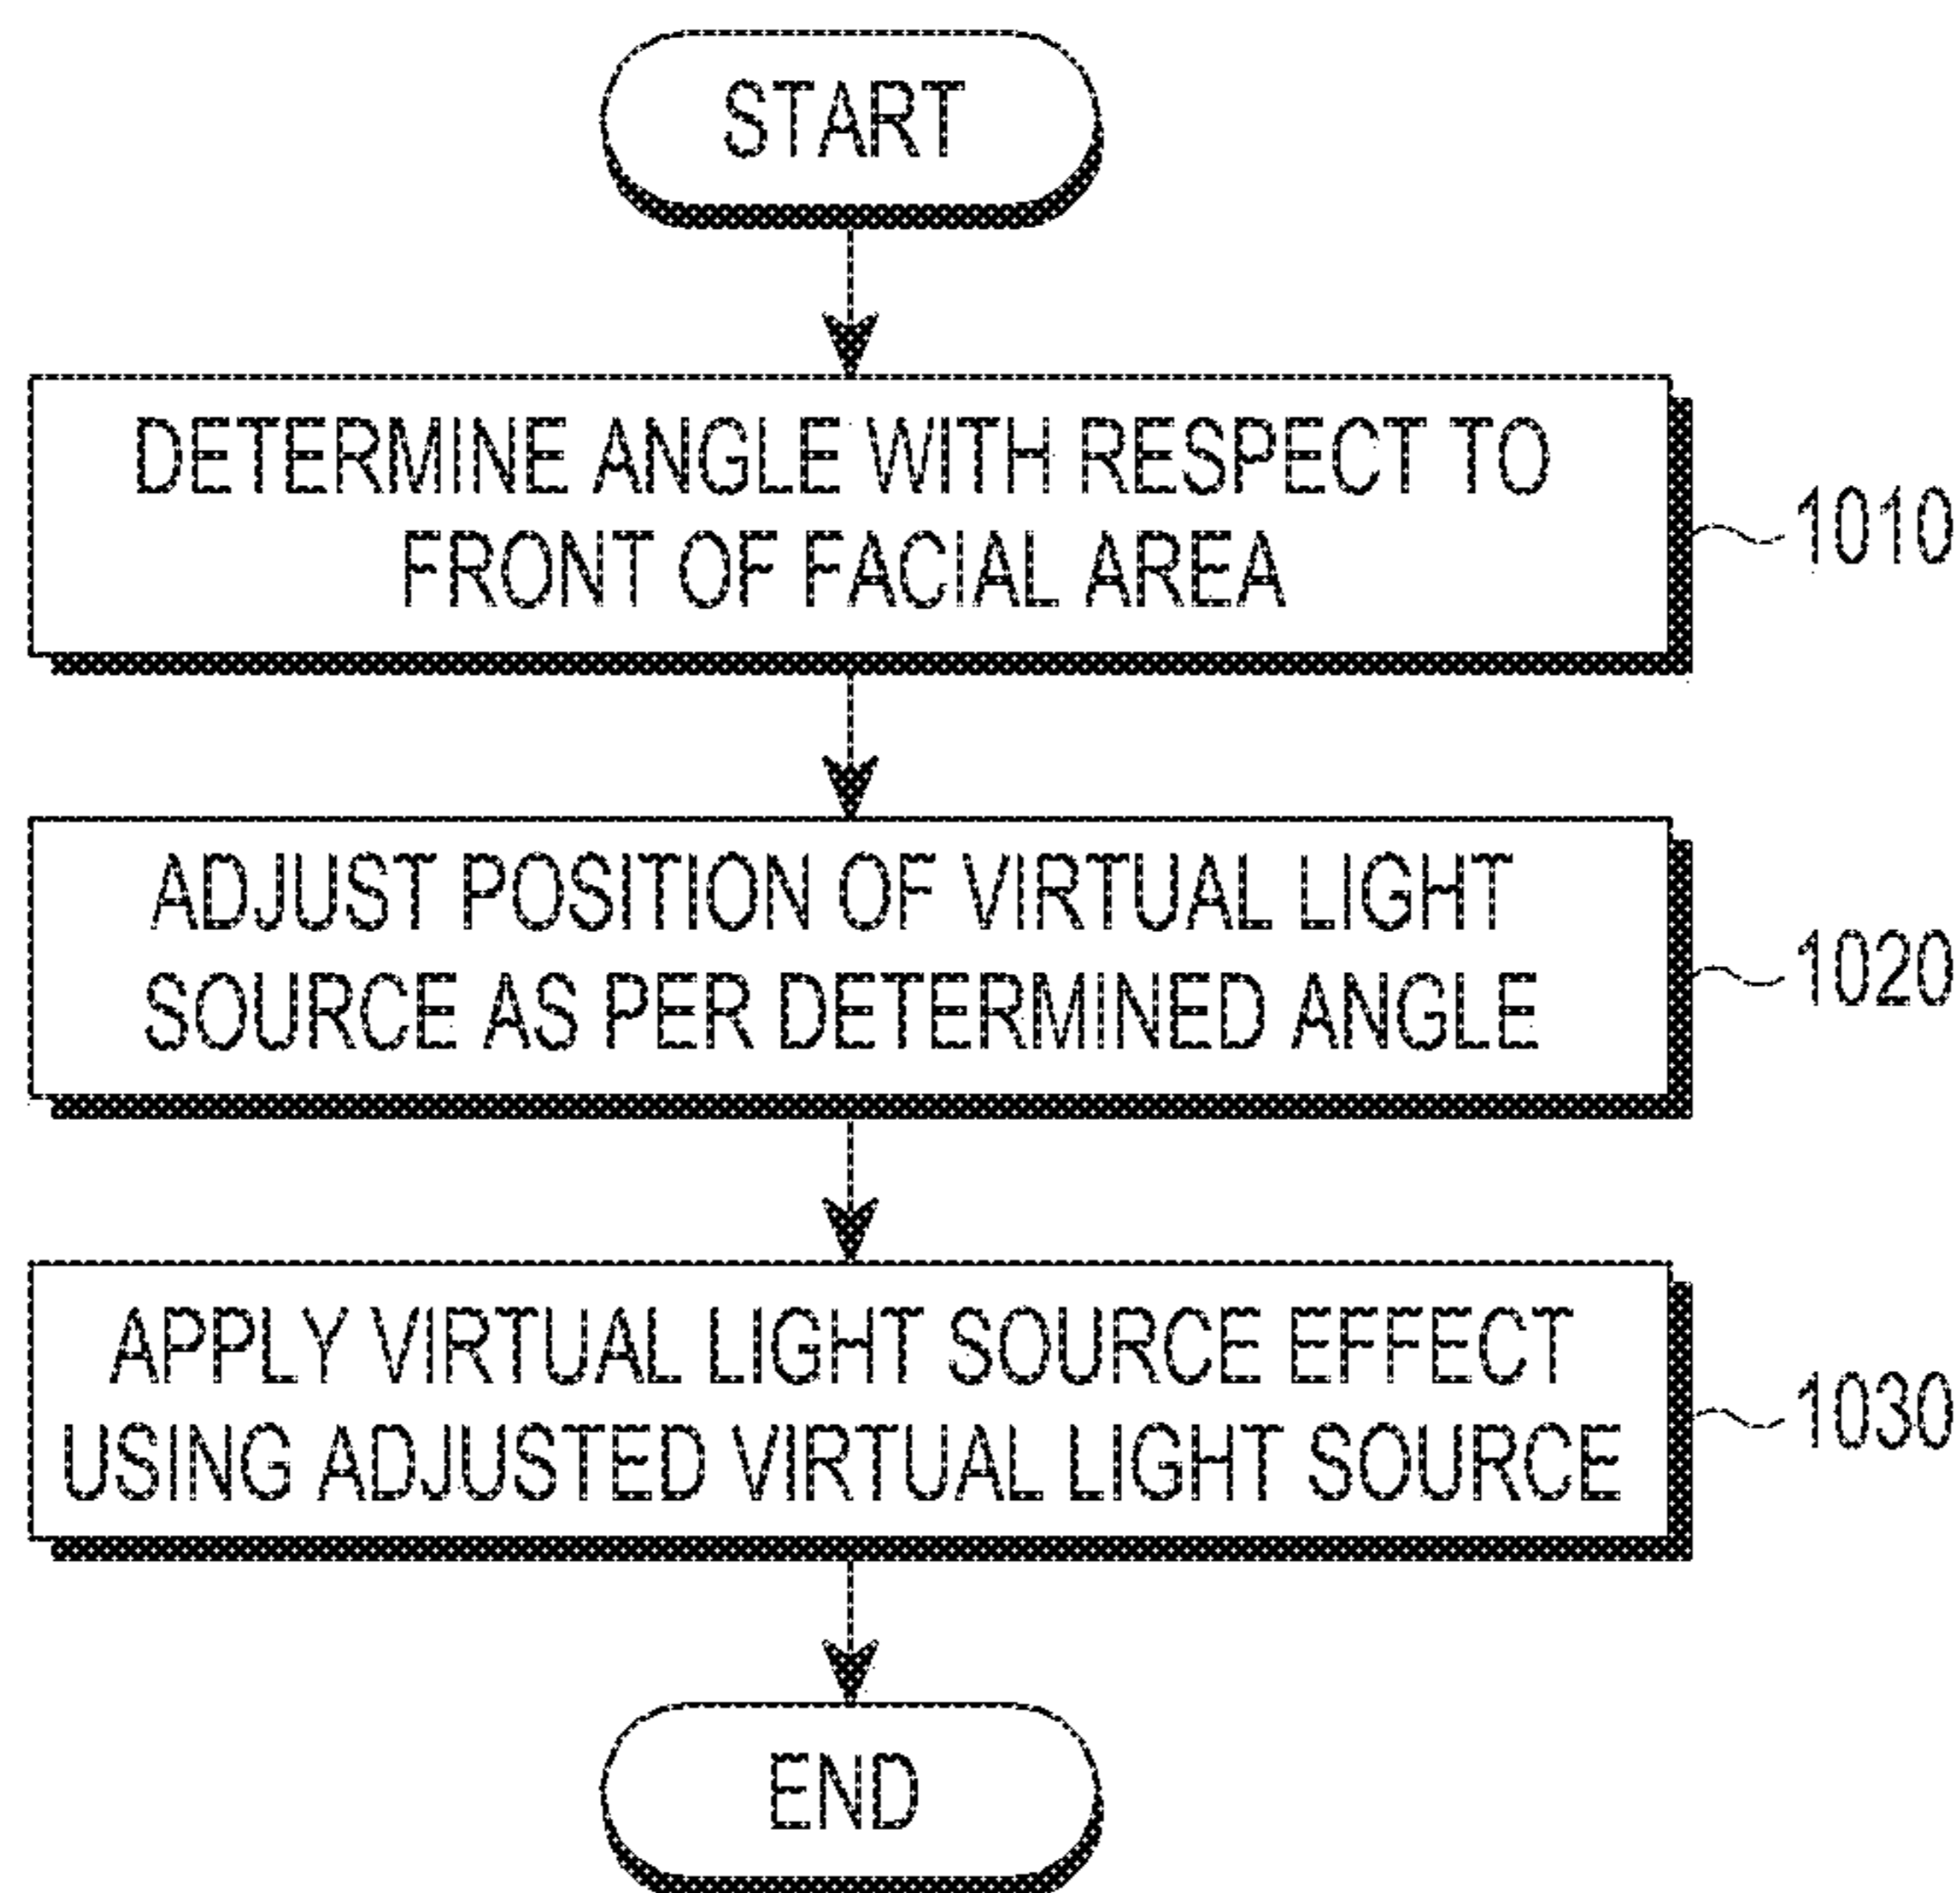 START
DETERMINE ANGLE WITH RESPECT TO
FRONT OF FACIAL AREA
1010
ADJUST POSITION OF VIRTUAL LIGHT
SOURCE AS PER DETERMINED ANGLE
1020
APPLY VIRTUAL LIGHT SOURCE EFFECT
USING ADJUSTED VIRTUAL LIGHT SOURCE
1030
END